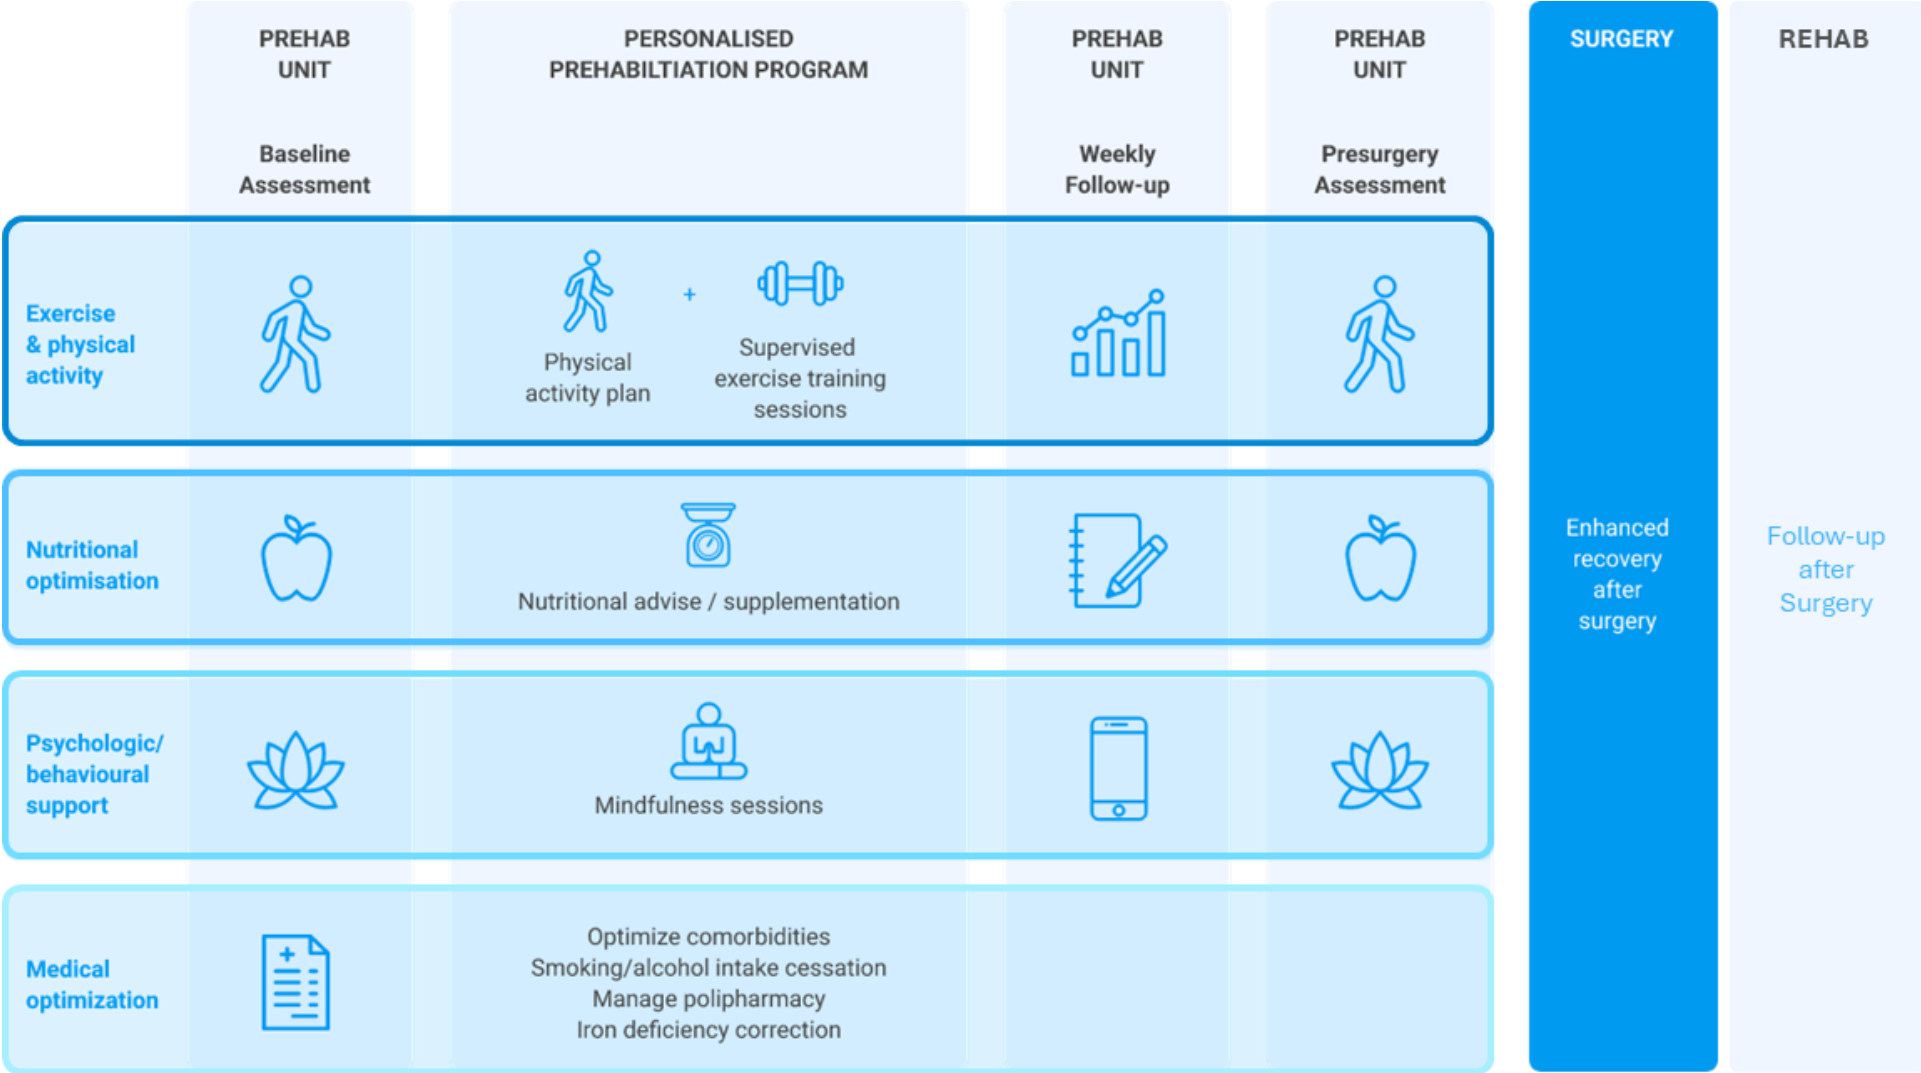 PREHAB
UNIT
Baseline
Assessment
PERSONALISED
PREHABILTIATION PROGRAM
PREHAB
UNIT
Weekly
Follow-up
PREHAB
UNIT
Presurgery
Assessment
SURGERY
REHAB
Exercise
& physical
activity
Physical
activity plan
+
Supervised
exercise training
sessions
Nutritional
optimisation
Nutritional advise / supplementation
Psychologic/
behavioural
support
Mindfulness sessions
Medical
optimization
Optimize comorbidities
Smoking/alcohol intake cessation
Manage polipharmacy
Iron deficiency correction
Enhanced
recovery
after
surgery
Follow-up
after
Surgery